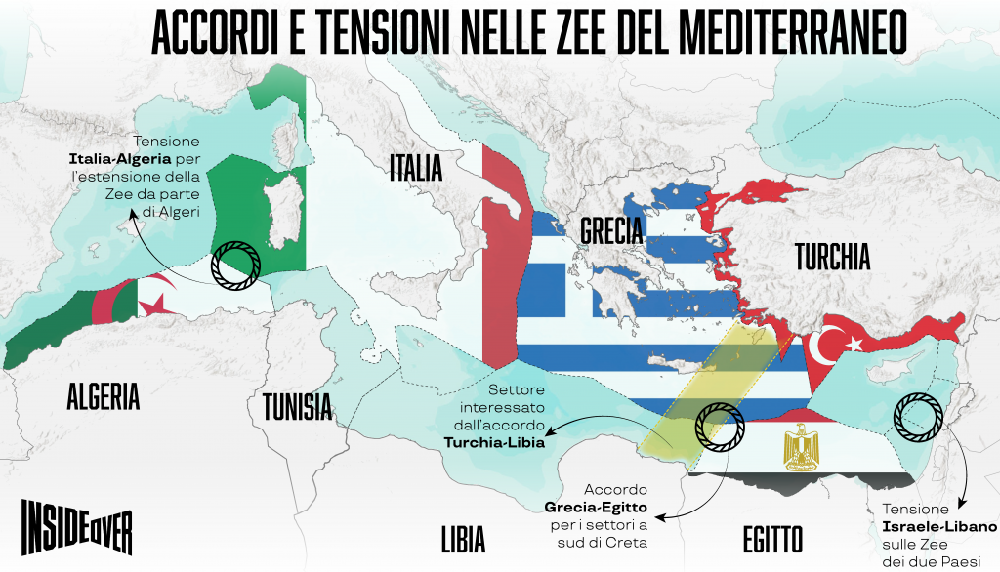 ACCORDI E TENSIONI NELLE ZEE DEL MEDITERRANEO
Tensione
Italia-Algeria per
l'estensione della
Zee da parte
di Algeri
ITALIA
GRECIA
TURCHIA
ALGERIA
TUNISIA
Settore
interessato
dall'accordo
Turchia-Libia
Accordo
Grecia-Egitto
per i settori a
sud di Creta
Tensione
Israele-Libano
sulle Zee
dei due Paesi
LIBIA
EGITTO
INSIDEOVER